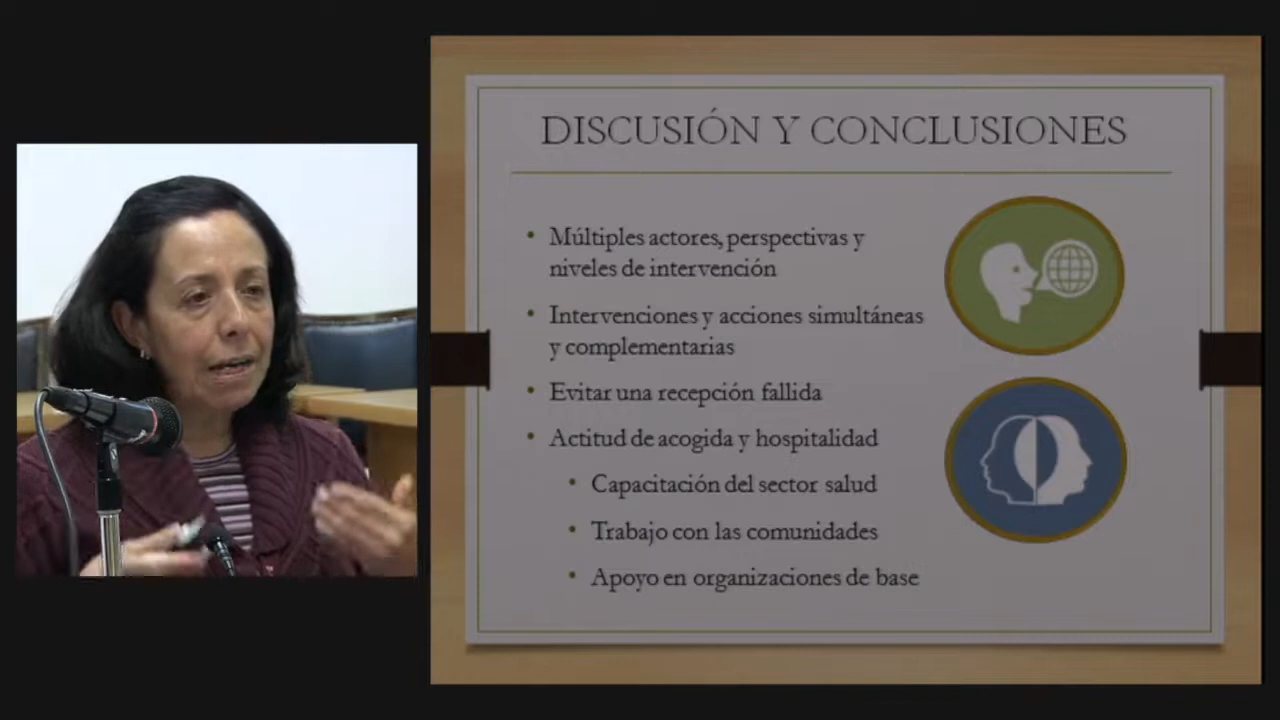 DISCUSIÓN Y CONCLUSIONES
• Múltiples actores, perspectivas y
niveles de intervención
• Intervenciones y acciones simultáneas
y complementarias
• Evitar una recepción fallida
• Actitud de acogida y hospitalidad
• Capacitación del sector salud
• Trabajo con las comunidades
• Apoyo en organizaciones de base